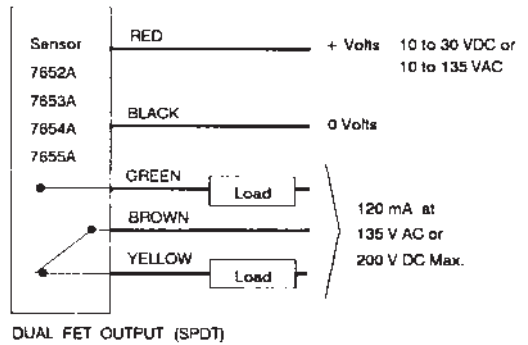 Sensor
7652A
7653A
7654A
7655A
RED
+ Volts 10 to 30 VDC or
10 to 135 VAC
BLACK
0 Volts
GREEN
Load
BROWN
YELLOW
Load
120 mA at
135 V AC or
200 V DC Max.
DUAL FET OUTPUT (SPDT)